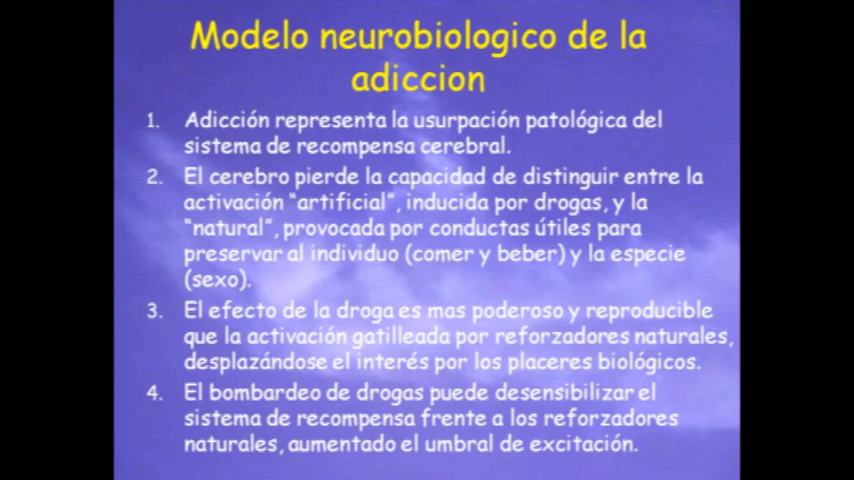 Modelo neurobiologico de la
adiccion
1. Adicción representa la usurpación patológica del
sistema de recompensa cerebral.
2. El cerebro pierde la capacidad de distinguir entre la
activación "artificial", inducida por drogas, y la
"natural", provocada por conductas útiles para
preservar al individuo (comer y beber) y la especie
(sexo).
3. El efecto de la droga es mas poderoso y reproducible
que la activación gatilleada por reforzadores naturales,
desplazándose el interés por los placeres biológicos.
4. El bombardeo de drogas puede desensibilizar el
sistema de recompensa frente a los reforzadores
naturales, aumentado el umbral de excitación.